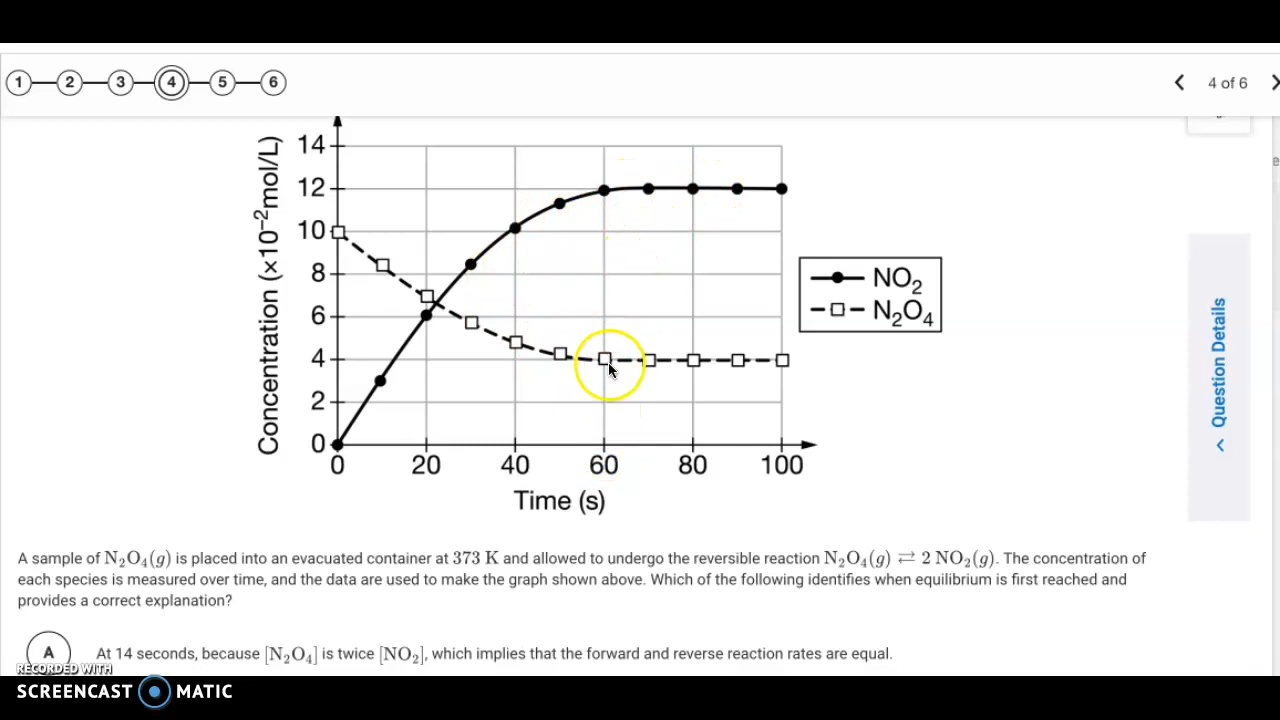 1 2 3 4 5 6
4 of 6
14
12
10
8
6
4
2
0
Concentration (×10⁻²mol/L)
0 20 40 60 80 100
Time (s)
NO₂
N₂O₄
Question Details
A sample of N₂O₄(g) is placed into an evacuated container at 373 K and allowed to undergo the reversible reaction N₂O₄(g) ⇄ 2 NO₂(g). The concentration of
each species is measured over time, and the data are used to make the graph shown above. Which of the following identifies when equilibrium is first reached and
provides a correct explanation?
A At 14 seconds, because [N₂O₄] is twice [NO₂], which implies that the forward and reverse reaction rates are equal.
RECORDED WITH
SCREENCAST MATIC